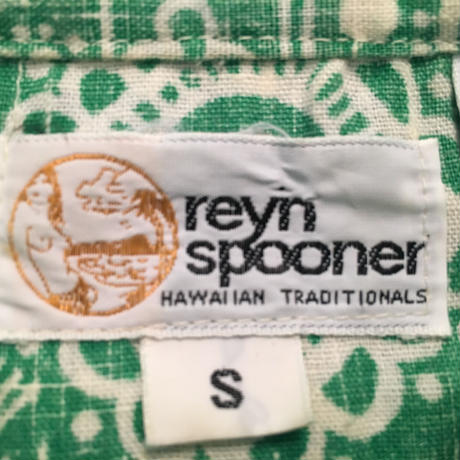 reyn
spooner
HAWAIIAN TRADITIONALS
S